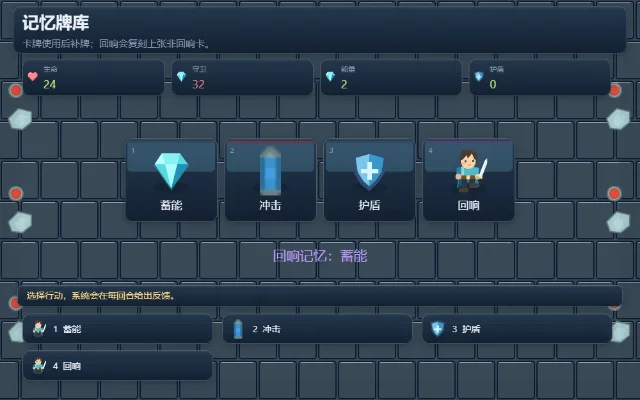 记忆牌库
卡牌使用后补牌；回响会复刻上张非回响卡。
生命
24
守卫
32
能量
2
护盾
0
1
蓄能
2
冲击
3
护盾
4
回响
回响记忆：蓄能
选择行动，系统会在每回合给出反馈。
1 蓄能
2 冲击
3 护盾
4 回响